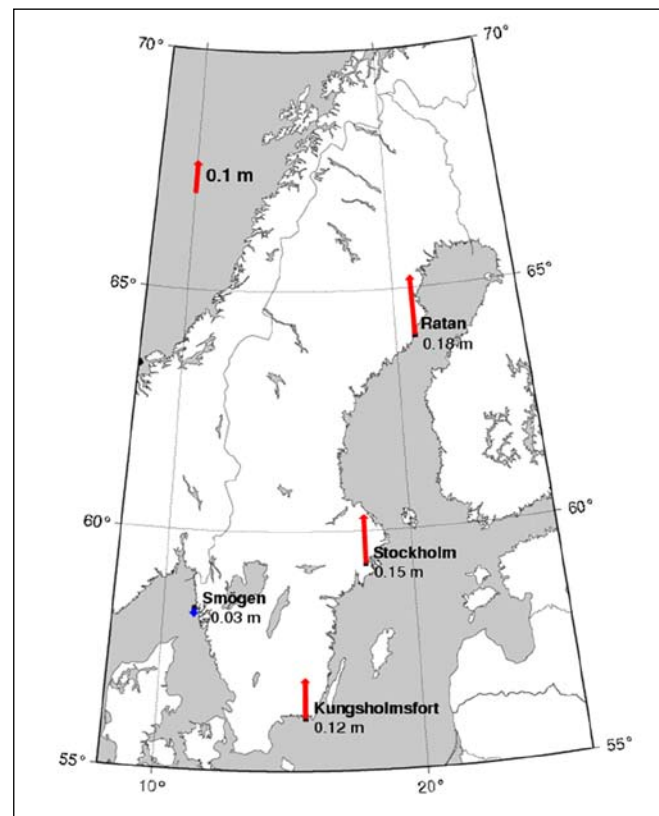 70°
70°
0.1 m
65°
65°
Ratan
0.18 m
60°
60°
Stockholm
0.15 m
Smögen
-0.03 m
Kungsholmsfort
0.12 m
55°
55°
10°
20°